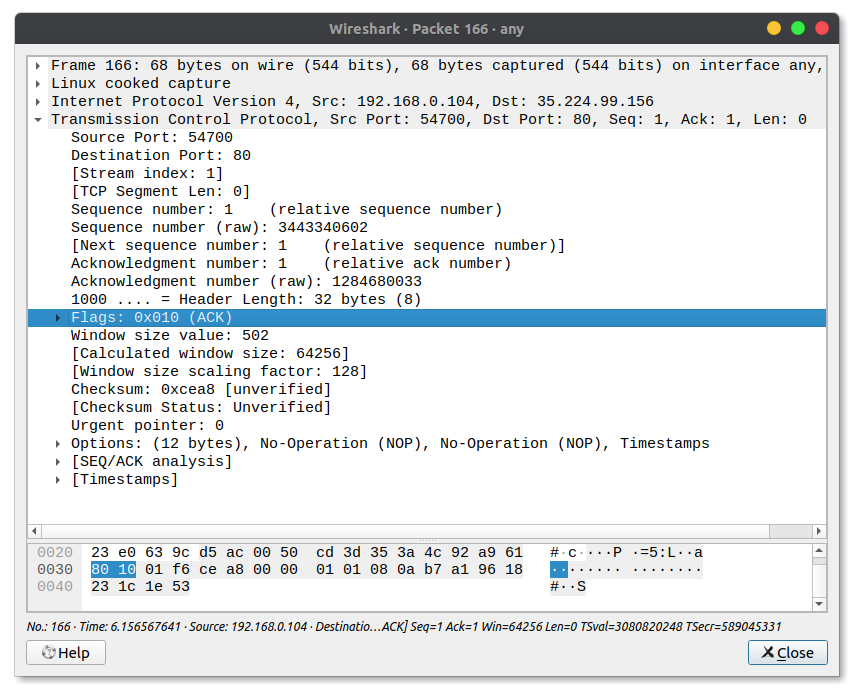 Wireshark · Packet 166 · any
Frame 166: 68 bytes on wire (544 bits), 68 bytes captured (544 bits) on interface any,
Linux cooked capture
Internet Protocol Version 4, Src: 192.168.0.104, Dst: 35.224.99.156
Transmission Control Protocol, Src Port: 54700, Dst Port: 80, Seq: 1, Ack: 1, Len: 0
Source Port: 54700
Destination Port: 80
[Stream index: 1]
[TCP Segment Len: 0]
Sequence number: 1    (relative sequence number)
Sequence number (raw): 3443340602
[Next sequence number: 1    (relative sequence number)]
Acknowledgment number: 1    (relative ack number)
Acknowledgment number (raw): 1284680033
1000 .... = Header Length: 32 bytes (8)
Flags: 0x010 (ACK)
Window size value: 502
[Calculated window size: 64256]
[Window size scaling factor: 128]
Checksum: 0xcea8 [unverified]
[Checksum Status: Unverified]
Urgent pointer: 0
Options: (12 bytes), No-Operation (NOP), No-Operation (NOP), Timestamps
[SEQ/ACK analysis]
[Timestamps]
0020 23 e0 63 9c d5 ac 00 50 cd 3d 35 3a 4c 92 a9 61 #·c····P ·=5:L··a
0030 80 10 01 f6 ce a8 00 00 01 01 08 0a b7 a1 96 18 ········ ········
0040 23 1c 1e 53 #··S
No.: 166 · Time: 6.156567641 · Source: 192.168.0.104 · Destinatio…ACK] Seq=1 Ack=1 Win=64256 Len=0 TSval=3080820248 TSecr=589045331
Help
Close